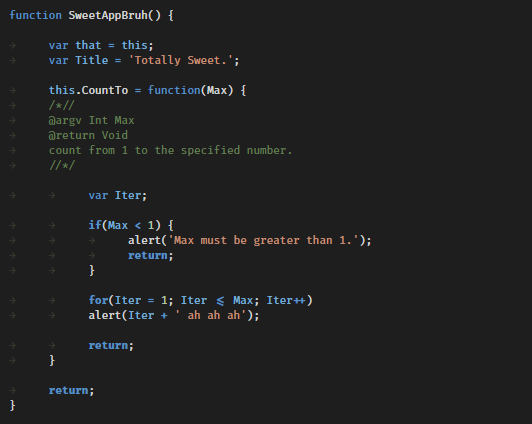 function SweetAppBruh() {
var that = this;
var Title = 'Totally Sweet.';
this.CountTo = function(Max) {
/*//
@argv Int Max
@return Void
count from 1 to the specified number.
//*/
var Iter;
if(Max < 1) {
alert('Max must be greater than 1.');
return;
}
for(Iter = 1; Iter <= Max; Iter++)
alert(Iter + ' ah ah ah');
return;
}
return;
}